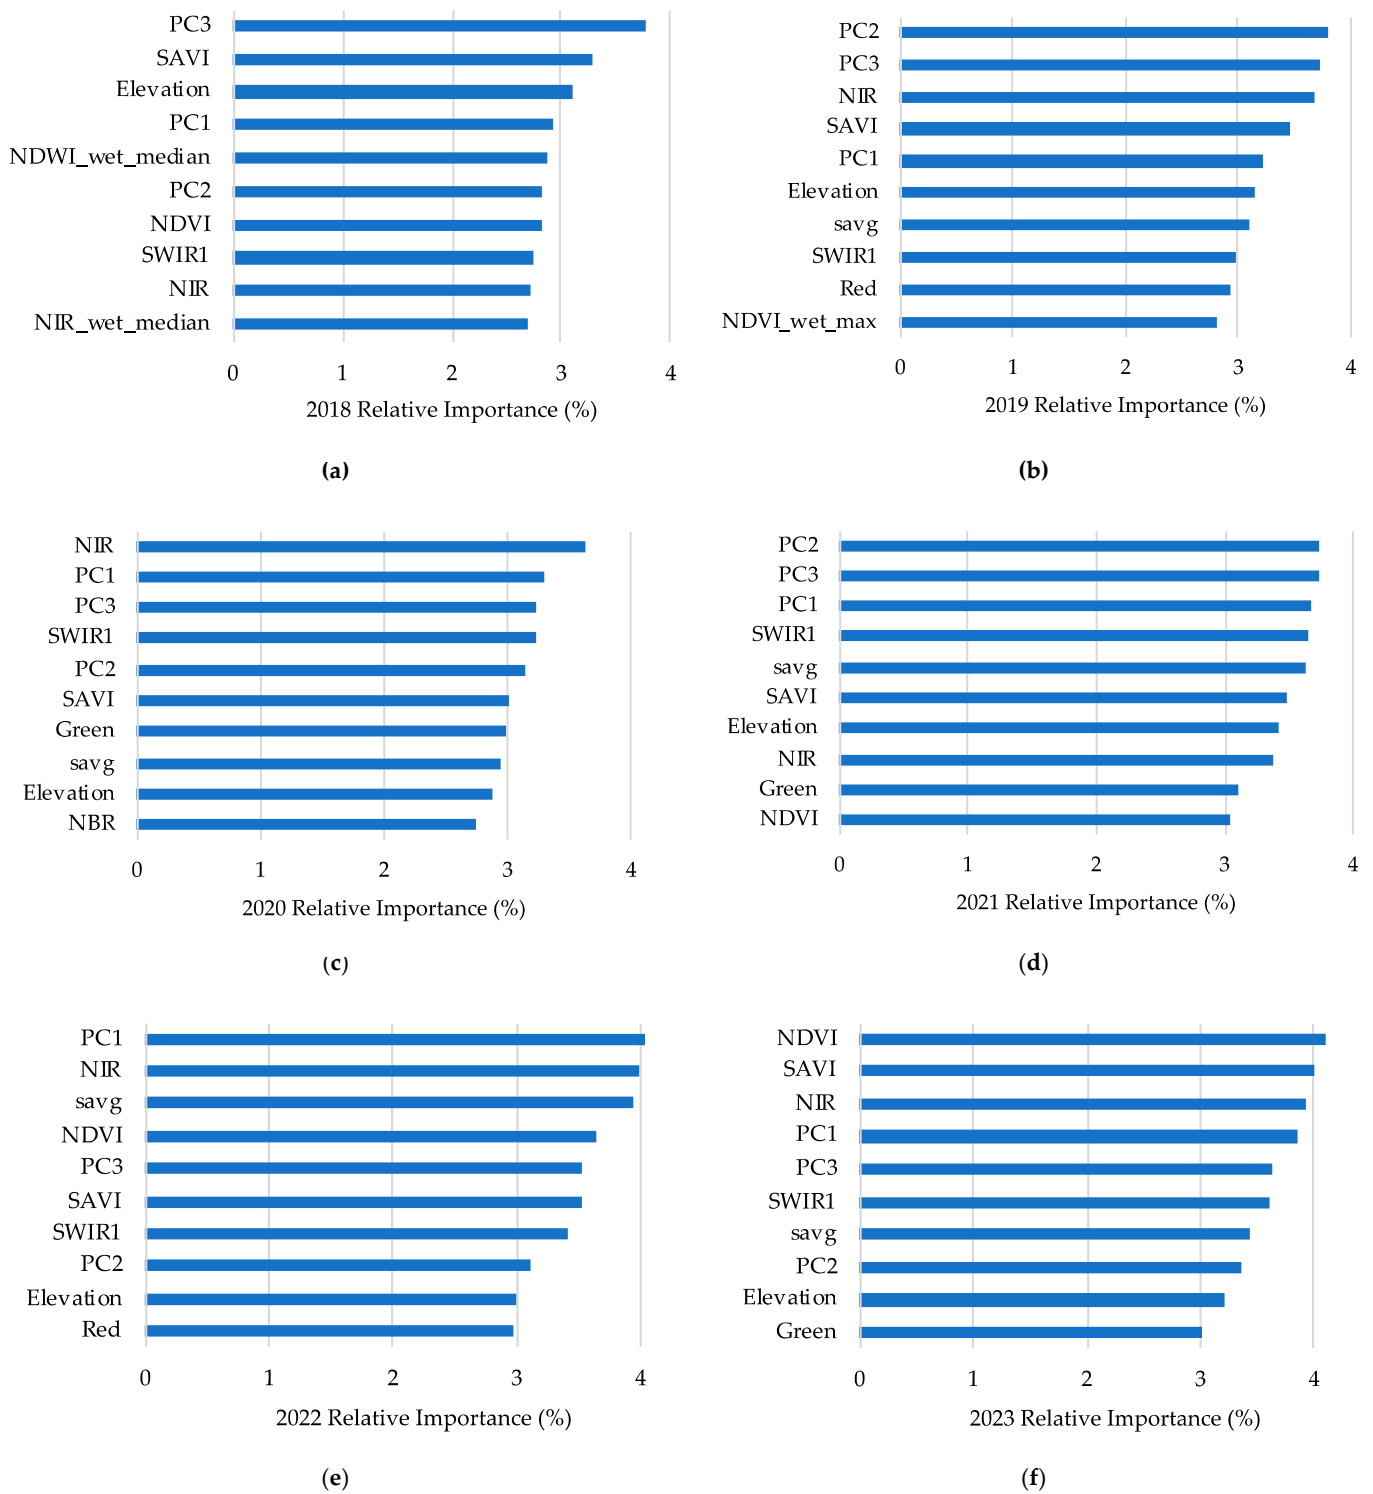 PC3
SAVI
Elevation
PC1
NDWI_wet_median
PC2
NDVI
SWIR1
NIR
NIR_wet_median
0 1 2 3 4
2018 Relative Importance (%)
(a)
PC2
PC3
NIR
SAVI
PC1
Elevation
savg
SWIR1
Red
NDVI_wet_max
0 1 2 3 4
2019 Relative Importance (%)
(b)
NIR
PC1
PC3
SWIR1
PC2
SAVI
Green
savg
Elevation
NBR
0 1 2 3 4
2020 Relative Importance (%)
(c)
PC2
PC3
PC1
SWIR1
savg
SAVI
Elevation
NIR
Green
NDVI
0 1 2 3 4
2021 Relative Importance (%)
(d)
PC1
NIR
savg
NDVI
PC3
SAVI
SWIR1
PC2
Elevation
Red
0 1 2 3 4
2022 Relative Importance (%)
(e)
NDVI
SAVI
NIR
PC1
PC3
SWIR1
savg
PC2
Elevation
Green
0 1 2 3 4
2023 Relative Importance (%)
(f)